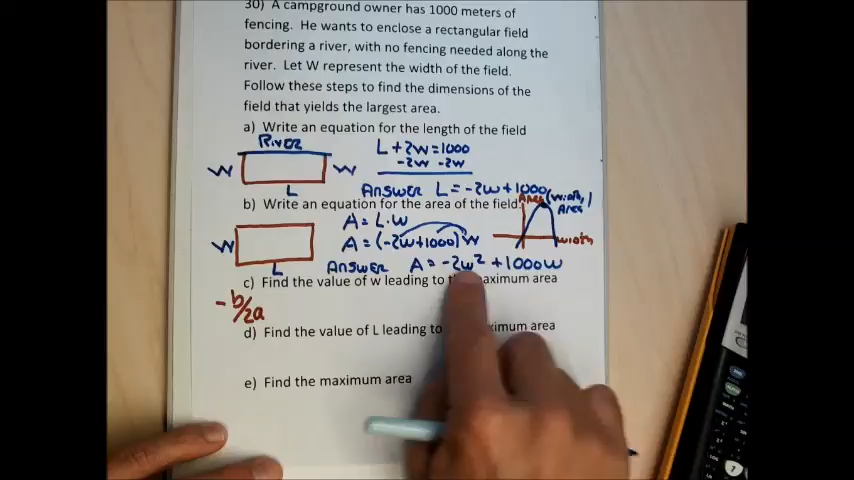 30) A campground owner has 1000 meters of
fencing. He wants to enclose a rectangular field
bordering a river, with no fencing needed along the
river. Let W represent the width of the field.
Follow these steps to find the dimensions of the
field that yields the largest area.
a) Write an equation for the length of the field
RIVER
L + 2W = 1000
-2W -2W
W W
L
ANSWER L = -2W + 1000
b) Write an equation for the area of the field.
AREA (WIDTH, AREA)
A = L · W
A = (-2W + 1000) W
WIDTH
W
L
ANSWER A = -2W² + 1000W
c) Find the value of w leading to maximum area
-b/2a
d) Find the value of L leading to maximum area
e) Find the maximum area